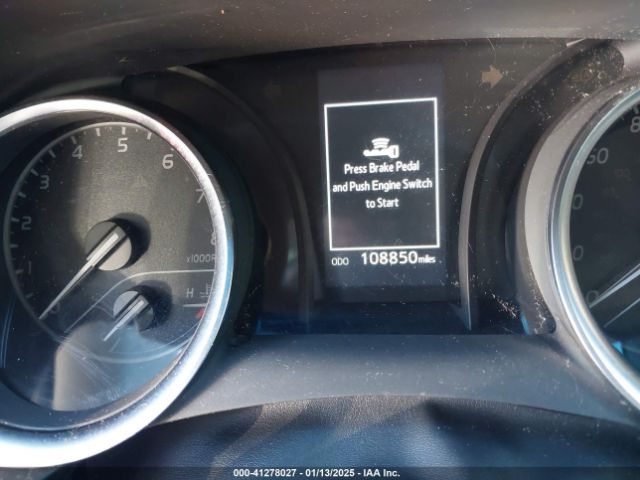 Press Brake Pedal
and Push Engine Switch
to Start
ODO 108850 miles
0 1 2 3 4 5 6 7 8
x1000R
H
000-41278027 - 01/13/2025 - IAA Inc.